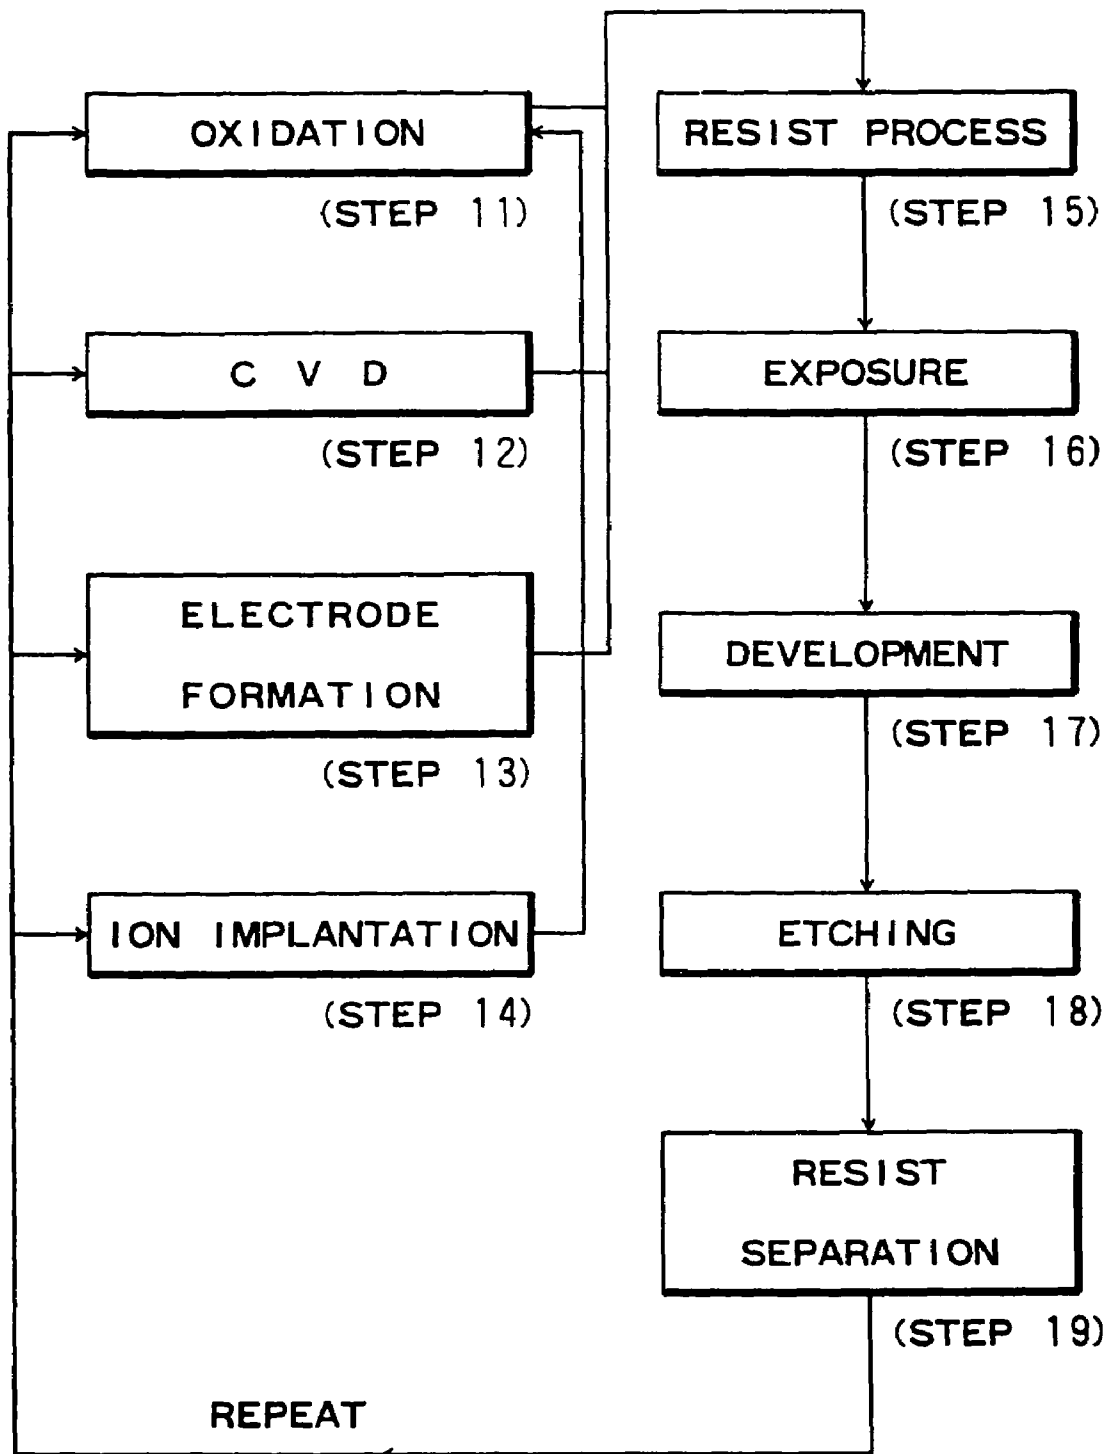 OXIDATION
(STEP 11)
C V D
(STEP 12)
ELECTRODE
FORMATION
(STEP 13)
ION IMPLANTATION
(STEP 14)
RESIST PROCESS
(STEP 15)
EXPOSURE
(STEP 16)
DEVELOPMENT
(STEP 17)
ETCHING
(STEP 18)
RESIST
SEPARATION
(STEP 19)
REPEAT